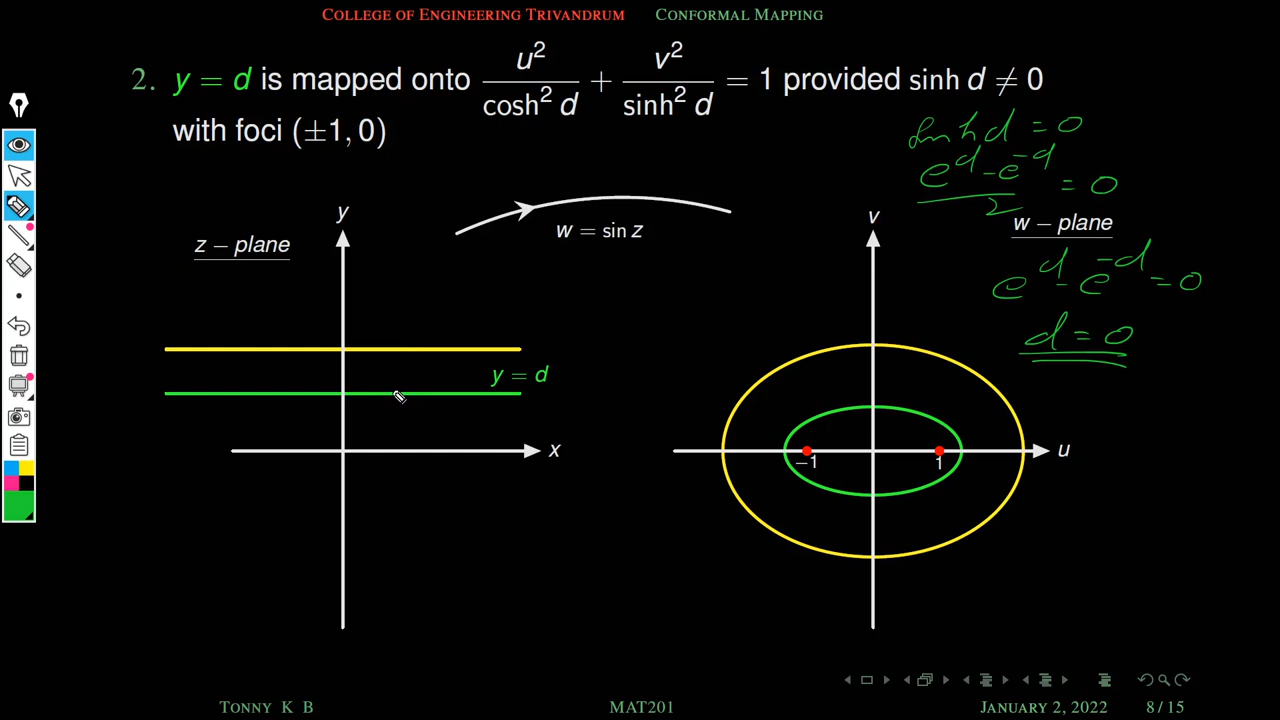 COLLEGE OF ENGINEERING TRIVANDRUM CONFORMAL MAPPING
2. y = d is mapped onto u²/cosh² d + v²/sinh² d = 1 provided sinh d ≠ 0
with foci (±1, 0)
sin h d = 0
(e^d − e^−d)/2 = 0
y
z − plane
w = sin z
v
w − plane
e^d − e^−d = 0
d = 0
y = d
x
−1
1
u
TONNY K B MAT201 JANUARY 2, 2022 8 / 15